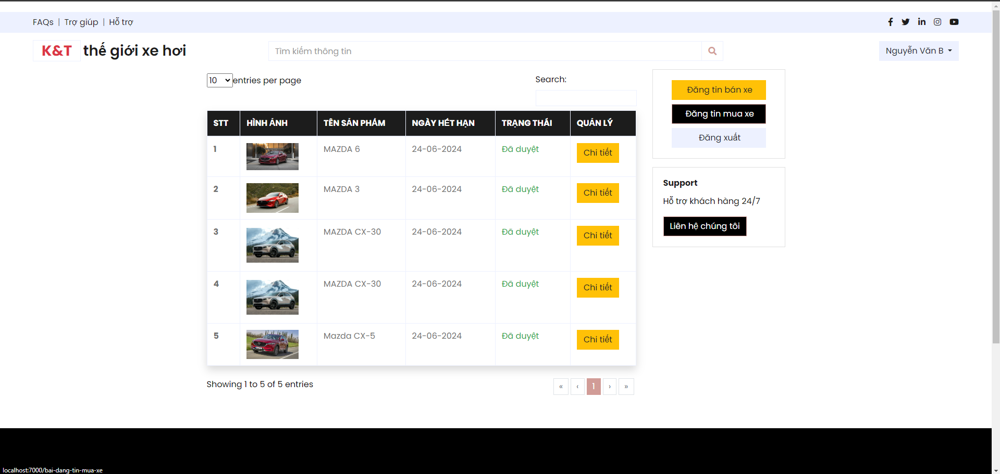 FAQs | Trợ giúp | Hỗ trợ
K&T thế giới xe hơi
Tìm kiếm thông tin
Nguyễn Văn B
10 entries per page
Search:
STT HÌNH ẢNH TÊN SẢN PHẨM NGÀY HẾT HẠN TRẠNG THÁI QUẢN LÝ
1 MAZDA 6 24-06-2024 Đã duyệt Chi tiết
2 MAZDA 3 24-06-2024 Đã duyệt Chi tiết
3 MAZDA CX-30 24-06-2024 Đã duyệt Chi tiết
4 MAZDA CX-30 24-06-2024 Đã duyệt Chi tiết
5 Mazda CX-5 24-06-2024 Đã duyệt Chi tiết
Showing 1 to 5 of 5 entries
« ‹ 1 › »
Đăng tin bán xe
Đăng tin mua xe
Đăng xuất
Support
Hỗ trợ khách hàng 24/7
Liên hệ chúng tôi
localhost:7000/bai-dang-tin-mua-xe